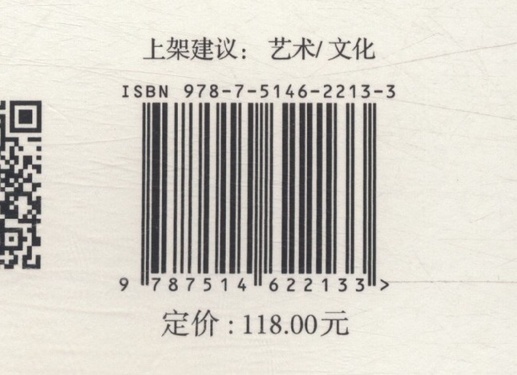 上架建议： 艺术/ 文化
ISBN 978-7-5146-2213-3
9 787514 622133 >
定价：118.00元